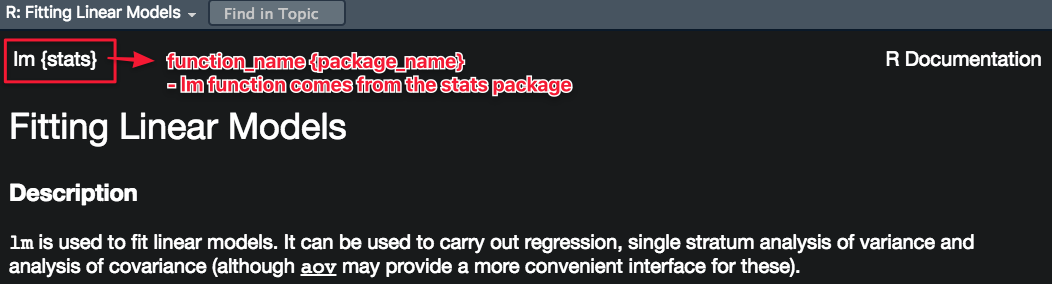 R: Fitting Linear Models
Find in Topic
lm {stats}
function_name {package_name}
- lm function comes from the stats package
R Documentation
Fitting Linear Models
Description
lm is used to fit linear models. It can be used to carry out regression, single stratum analysis of variance and
analysis of covariance (although aov may provide a more convenient interface for these).